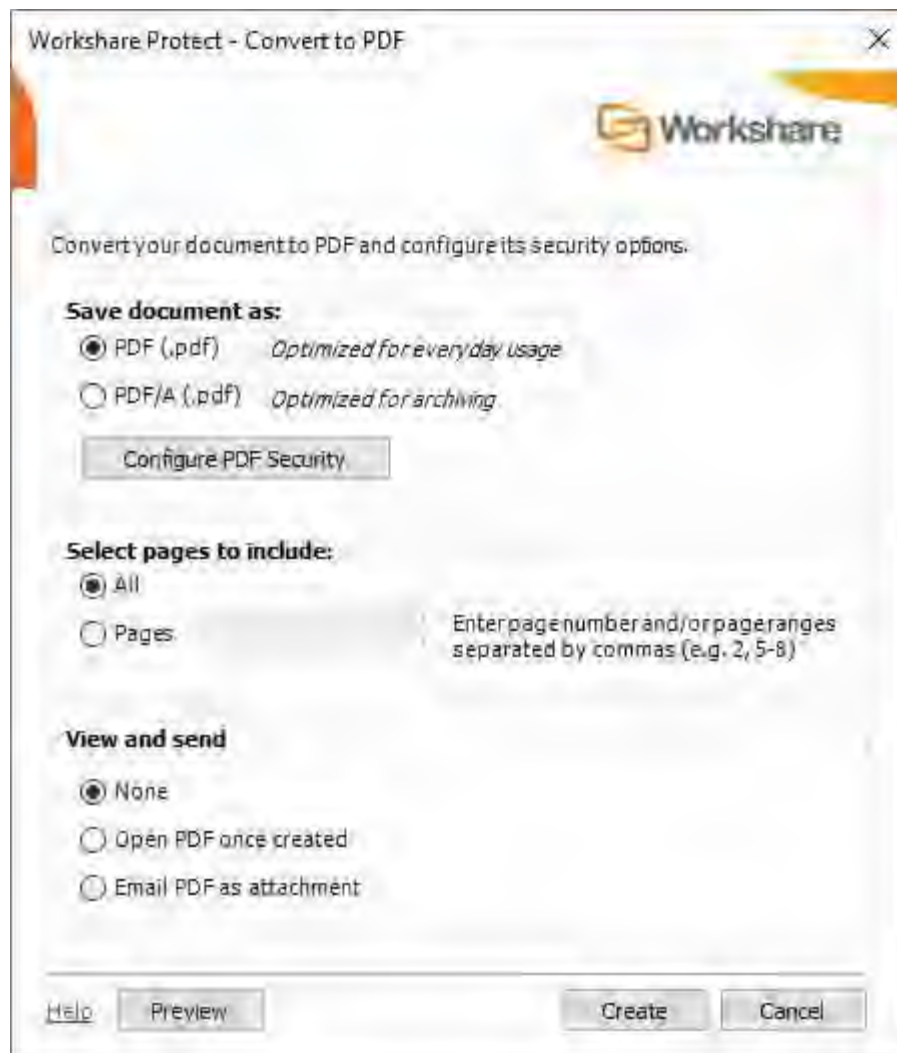 Workshare Protect - Convert to PDF
Workshare
Convert your document to PDF and configure its security options.
Save document as:
PDF (.pdf) Optimized for everyday usage
PDF/A (.pdf) Optimized for archiving
Configure PDF Security
Select pages to include:
All
Pages
Enter page number and/or page ranges
separated by commas (e.g. 2, 5-8)
View and send
None
Open PDF once created
Email PDF as attachment
Help Preview Create Cancel